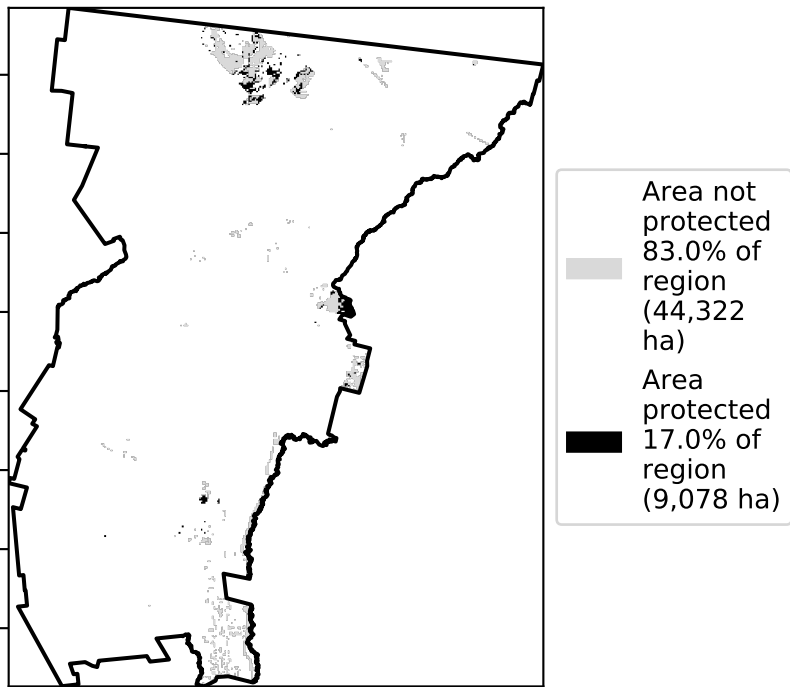 Area not
protected
83.0% of
region
(44,322
ha)
Area
protected
17.0% of
region
(9,078 ha)